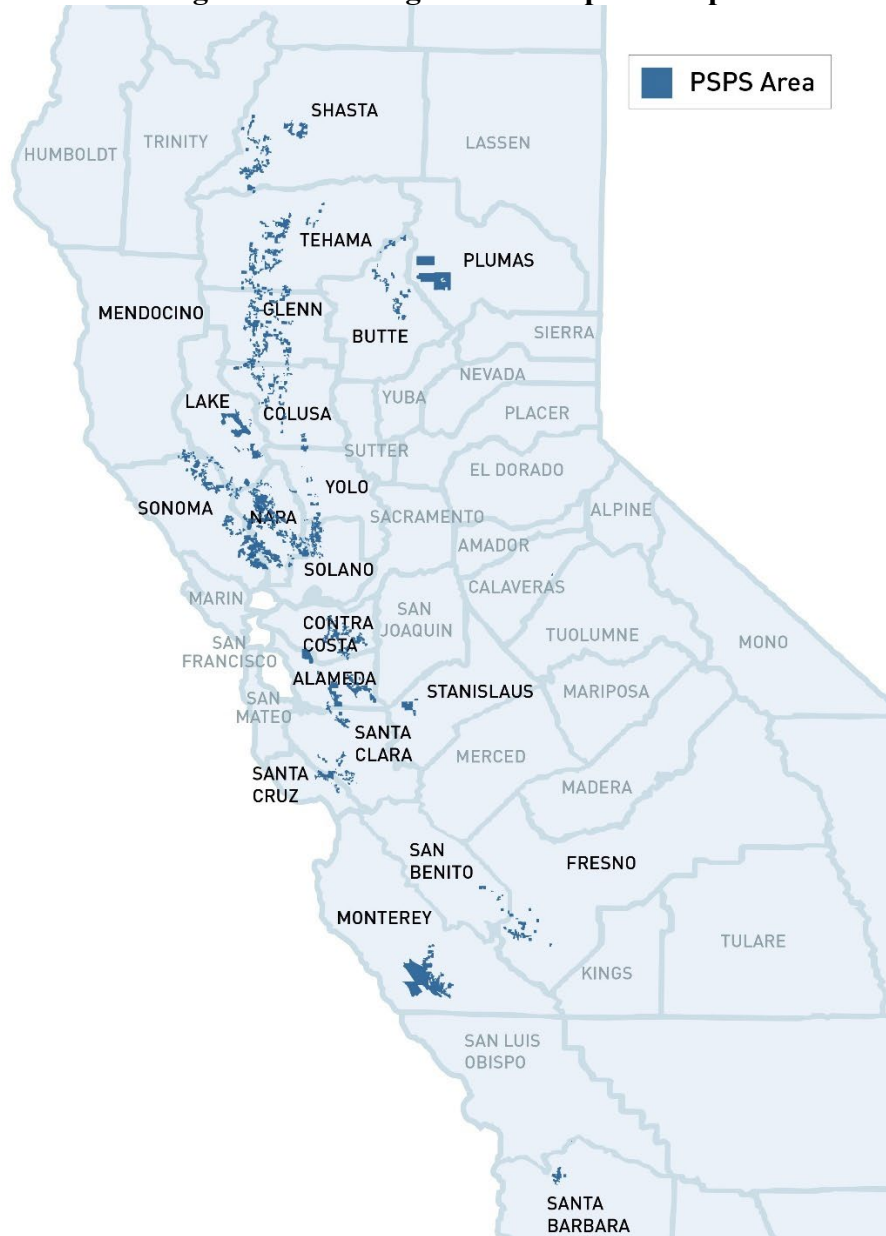 PSPS Area
SHASTA
TRINITY
HUMBOLDT
LASSEN
TEHAMA
PLUMAS
MENDOCINO
GLENN
BUTTE
SIERRA
NEVADA
YUBA
LAKE
COLUSA
PLACER
SUTTER
EL DORADO
YOLO
SONOMA
NAPA
SACRAMENTO
ALPINE
AMADOR
SOLANO
CALAVERAS
MARIN
SAN
JOAQUIN
CONTRA
COSTA
TUOLUMNE
MONO
SAN
FRANCISCO
ALAMEDA
STANISLAUS
MARIPOSA
SAN
MATEO
SANTA
CLARA
MERCED
SANTA
CRUZ
MADERA
SAN
BENITO
FRESNO
MONTEREY
TULARE
KINGS
SAN LUIS
OBISPO
SANTA
BARBARA